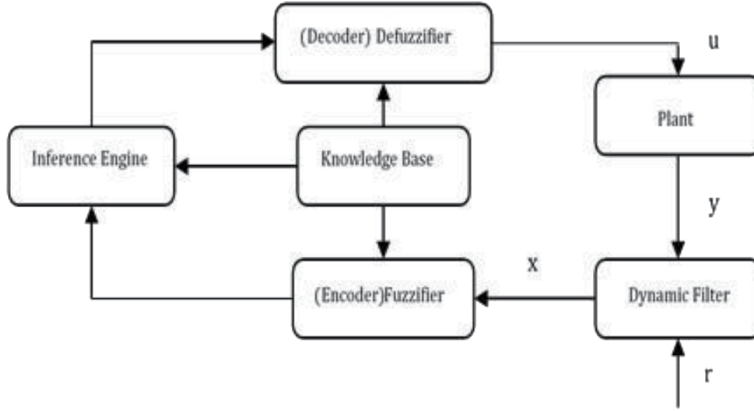 (Decoder) Defuzzifier
u
Plant
Inference Engine
Knowledge Base
y
x
(Encoder)Fuzzifier
Dynamic Filter
r